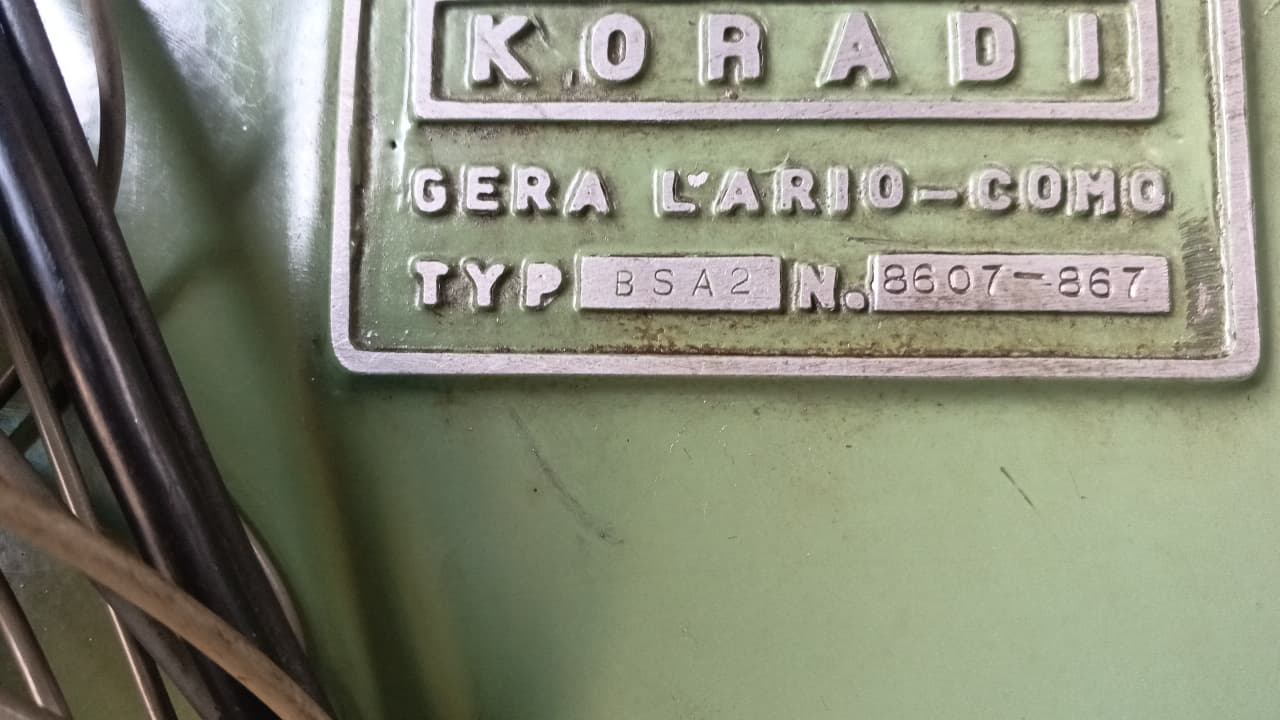 KORADI
GERA L'ARIO-COMO
TYP BSA2 N. 8607-867